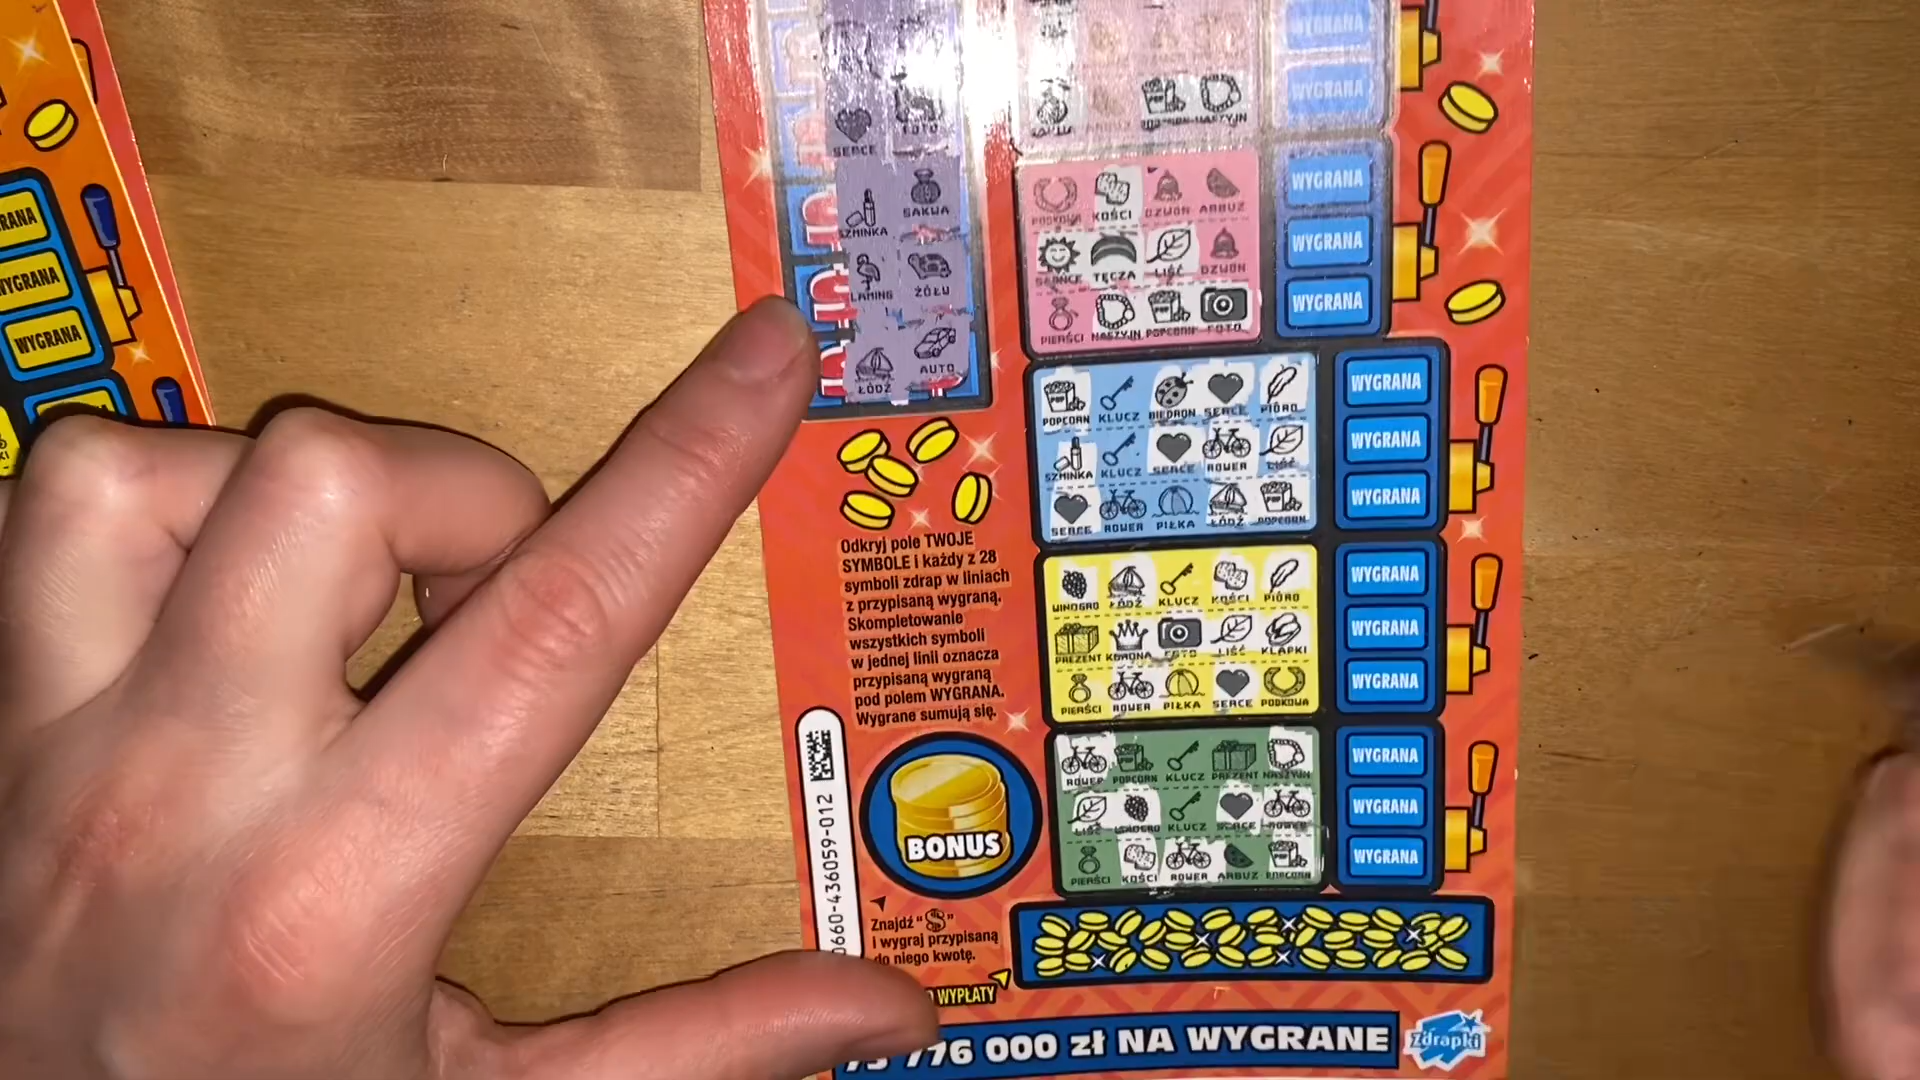 WYGRANA
WYGRANA
SERCE FOTO
SZMINKA SAKWA
ŻÓŁW
ŁÓDŹ AUTO
PODKOWA KOŚCI DZWON ARBUZ
WYGRANA
SŁOŃCE TĘCZA LIŚĆ DZWON
WYGRANA
PIERŚCI NASZYJN POPCORN FOTO
WYGRANA
POPCORN KLUCZ BIEDRON SERCE PIÓRO
WYGRANA
SZMINKA KLUCZ SERCE ROWER LIŚĆ
WYGRANA
SERCE ROWER PIŁKA ŁÓDŹ POPCORN
WYGRANA
WINOGRO ŁÓDŹ KLUCZ KOŚCI PIÓRO
WYGRANA
PREZENT KORONA FOTO LIŚĆ KLAPKI
WYGRANA
PIERŚCI ROWER PIŁKA SERCE PODKOWA
WYGRANA
ROWER POPCORN KLUCZ PREZENT NASZYJN
WYGRANA
LIŚĆ WINOGRO KLUCZ SERCE ROWER
WYGRANA
PIERŚCI KOŚCI ROWER ARBUZ POPCORN
WYGRANA
Odkryj pole TWOJE
SYMBOLE i każdy z 28
symboli zdrap w liniach
z przypisaną wygraną.
Skompletowanie
wszystkich symboli
w jednej linii oznacza
przypisaną wygraną
pod polem WYGRANA.
Wygrane sumują się.
BONUS
Znajdź "$"
i wygraj przypisaną
do niego kwotę.
0660-436059-012
WYPŁATY
776 000 zł NA WYGRANE
Zdrapki
WYGRANA
WYGRANA